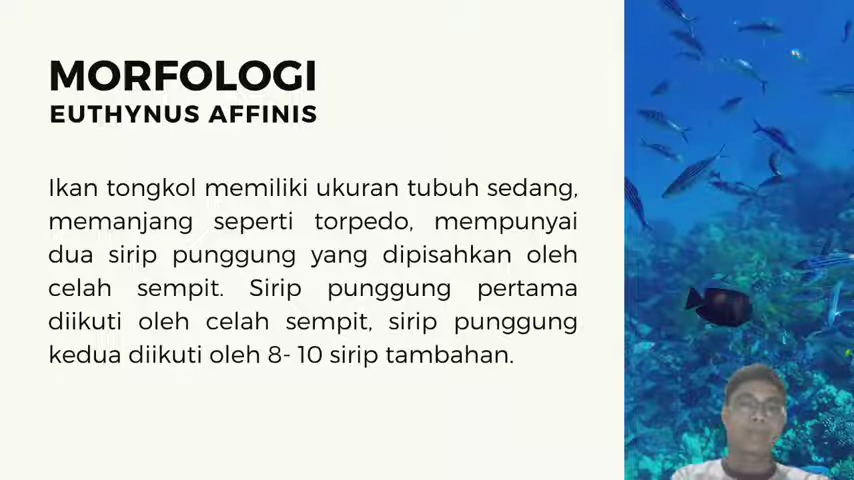 MORFOLOGI
EUTHYNUS AFFINIS
Ikan tongkol memiliki ukuran tubuh sedang,
memanjang seperti torpedo, mempunyai
dua sirip punggung yang dipisahkan oleh
celah sempit. Sirip punggung pertama
diikuti oleh celah sempit, sirip punggung
kedua diikuti oleh 8- 10 sirip tambahan.